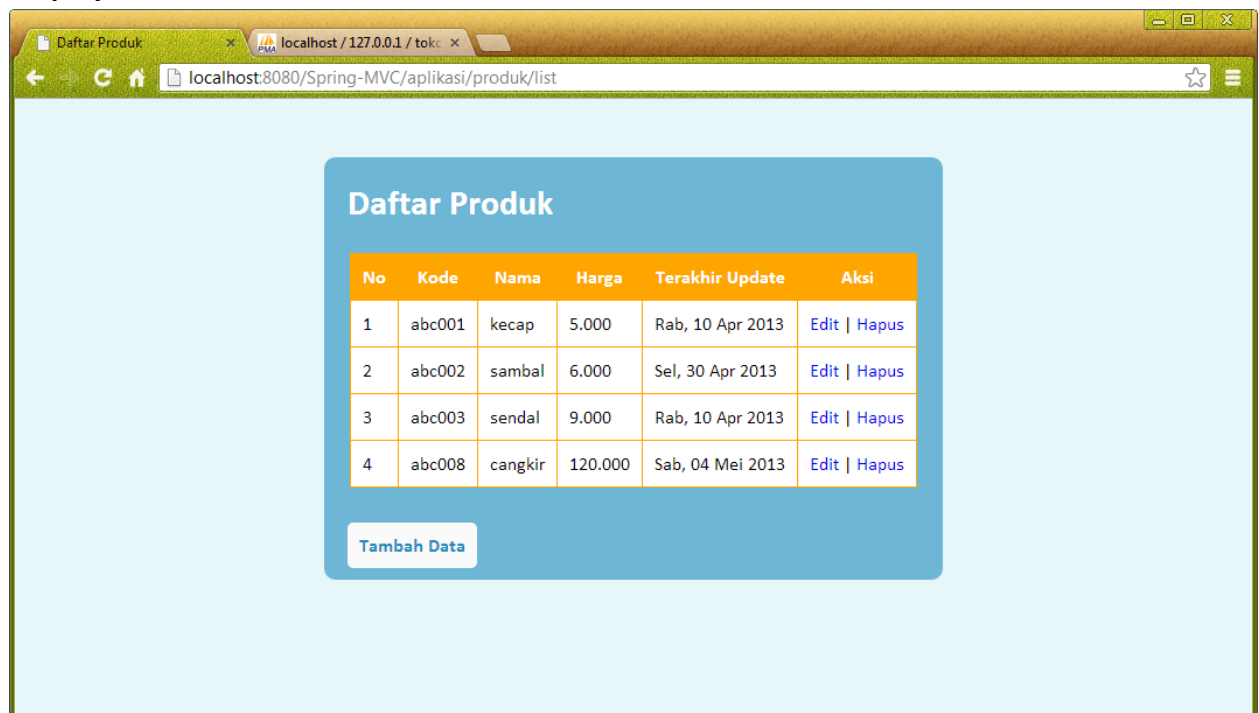 Daftar Produk
localhost / 127.0.0.1 / tok
localhost:8080/Spring-MVC/aplikasi/produk/list
Daftar Produk
No Kode Nama Harga Terakhir Update Aksi
1 abc001 kecap 5.000 Rab, 10 Apr 2013 Edit | Hapus
2 abc002 sambal 6.000 Sel, 30 Apr 2013 Edit | Hapus
3 abc003 sendal 9.000 Rab, 10 Apr 2013 Edit | Hapus
4 abc008 cangkir 120.000 Sab, 04 Mei 2013 Edit | Hapus
Tambah Data